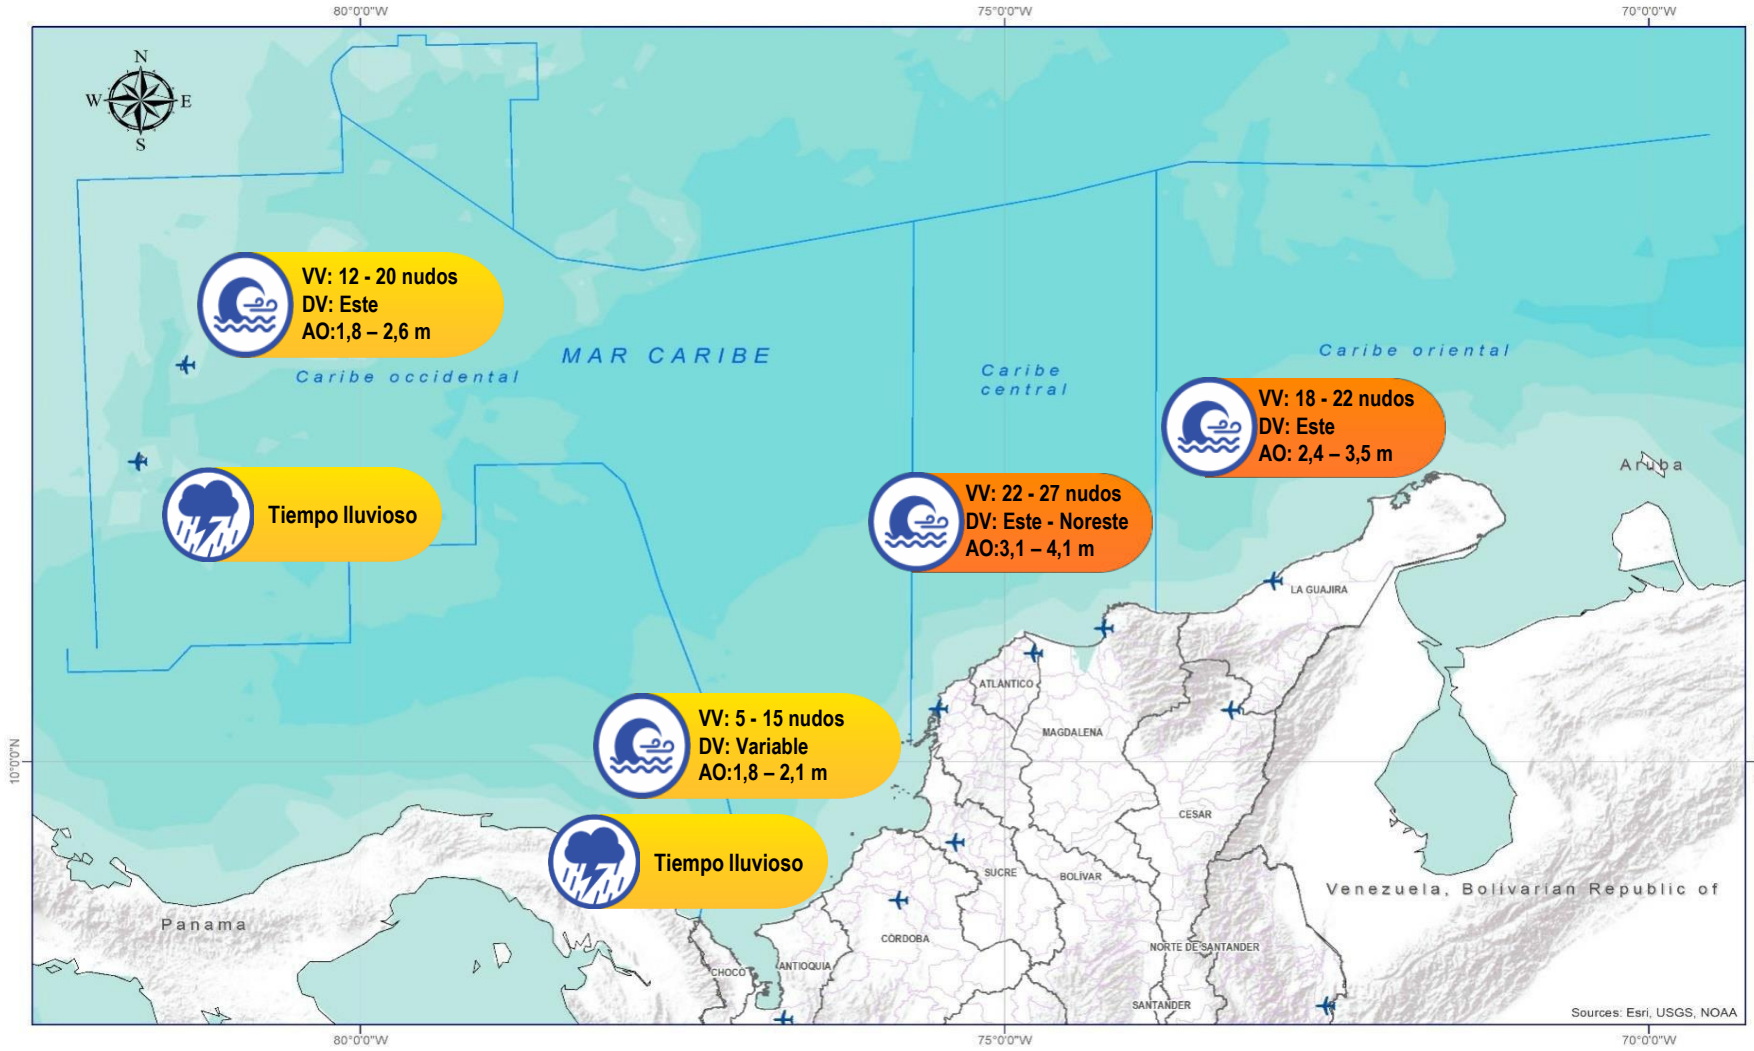 80°0'0"W
75°0'0"W
70°0'0"W
N
W
E
S
VV: 12 - 20 nudos
DV: Este
AO:1,8 – 2,6 m
MAR CARIBE
Caribe occidental
Caribe
central
Caribe oriental
VV: 18 - 22 nudos
DV: Este
AO: 2,4 – 3,5 m
Aruba
Tiempo lluvioso
VV: 22 - 27 nudos
DV: Este - Noreste
AO:3,1 – 4,1 m
LA GUAJIRA
ATLÁNTICO
MAGDALENA
VV: 5 - 15 nudos
DV: Variable
AO:1,8 – 2,1 m
10°0'0"N
CESAR
Tiempo lluvioso
SUCRE
BOLÍVAR
Venezuela, Bolivarian Republic of
Panama
CÓRDOBA
NORTE DE SANTANDER
CHOCÓ
ANTIOQUIA
SANTANDER
Sources: Esri, USGS, NOAA
80°0'0"W
75°0'0"W
70°0'0"W